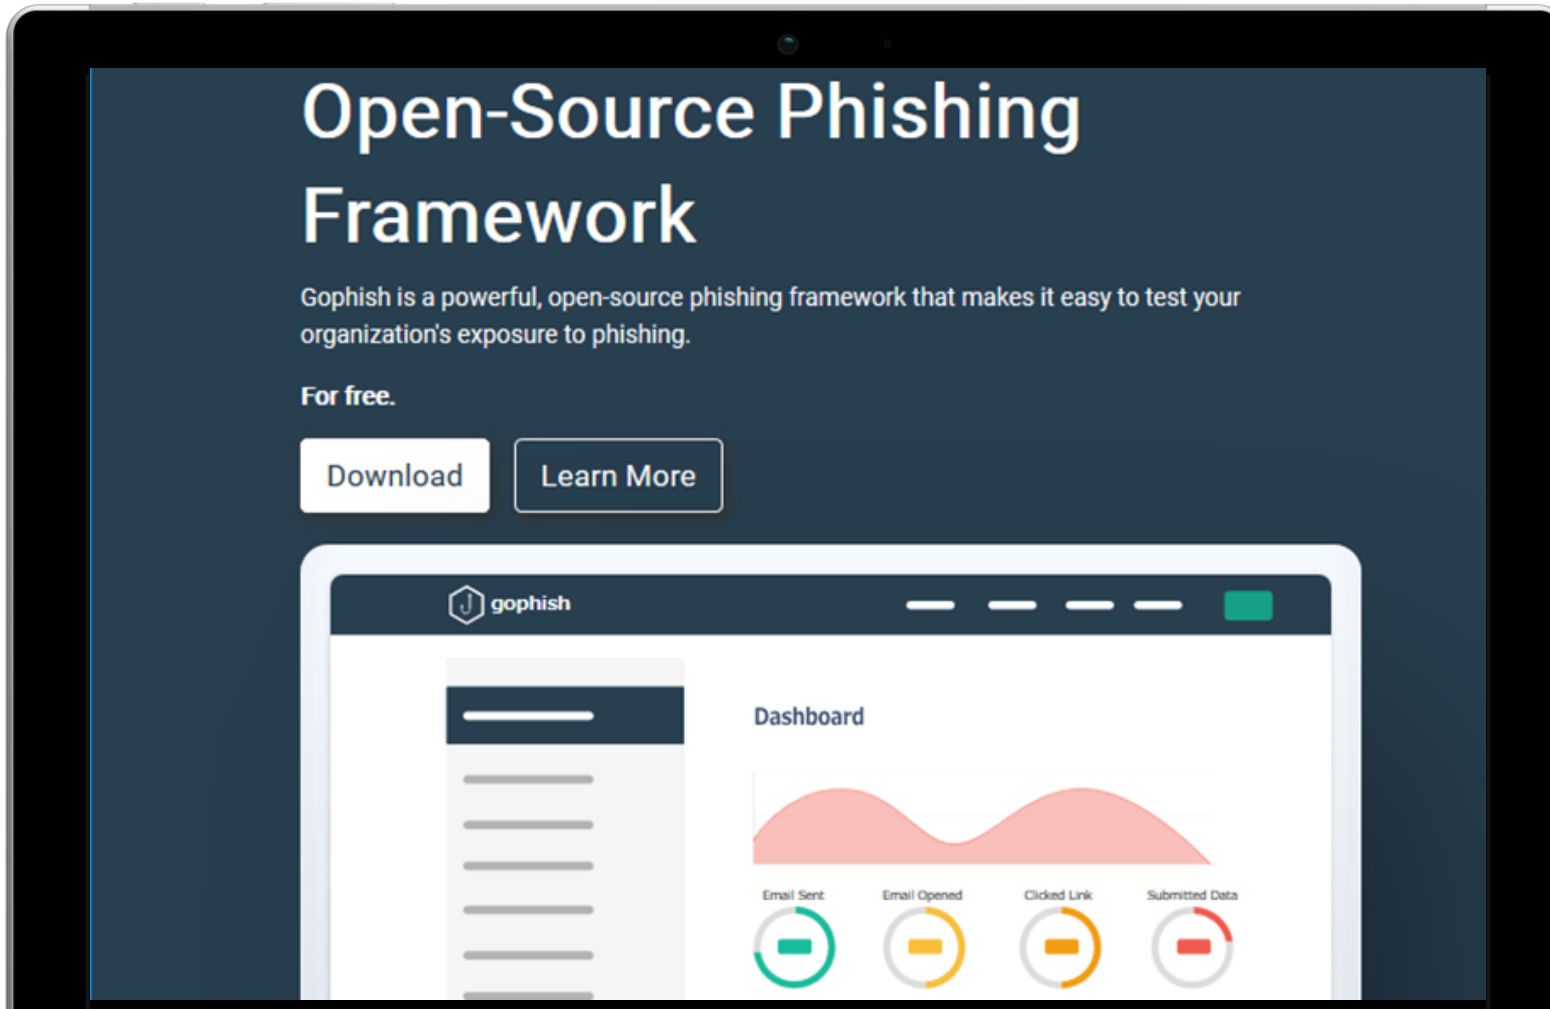 Open-Source Phishing
Framework
Gophish is a powerful, open-source phishing framework that makes it easy to test your
organization's exposure to phishing.
For free.
Download
Learn More
gophish
Dashboard
Email Sent
Email Opened
Clicked Link
Submitted Data